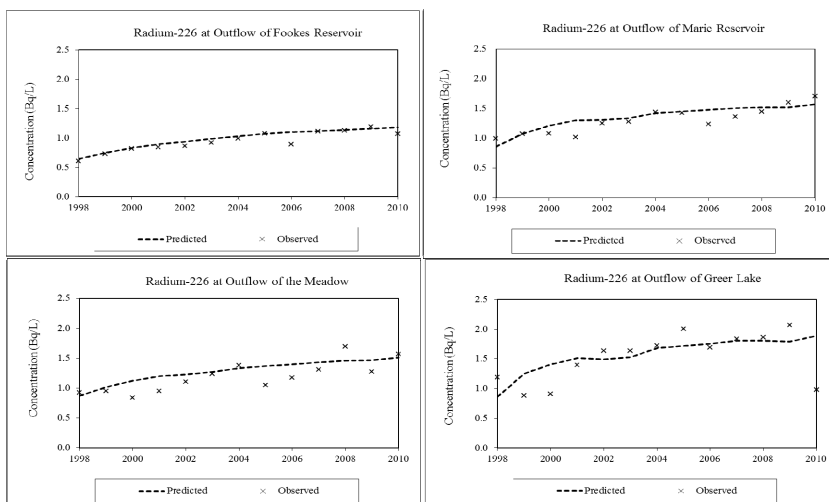 Radium-226 at Outflow of Fookes Reservoir
Concentration (Bq/L)
2.5
2.0
1.5
1.0
0.5
0.0
1998 2000 2002 2004 2006 2008 2010
Predicted × Observed
Radium-226 at Outflow of Marie Reservoir
Concentration (Bq/L)
2.5
2.0
1.5
1.0
0.5
0.0
1998 2000 2002 2004 2006 2008 2010
Predicted × Observed
Radium-226 at Outflow of the Meadow
Concentration (Bq/L)
2.5
2.0
1.5
1.0
0.5
0.0
1998 2000 2002 2004 2006 2008 2010
Predicted × Observed
Radium-226 at Outflow of Greer Lake
Concentration (Bq/L)
2.5
2.0
1.5
1.0
0.5
0.0
1998 2000 2002 2004 2006 2008 2010
Predicted × Observed